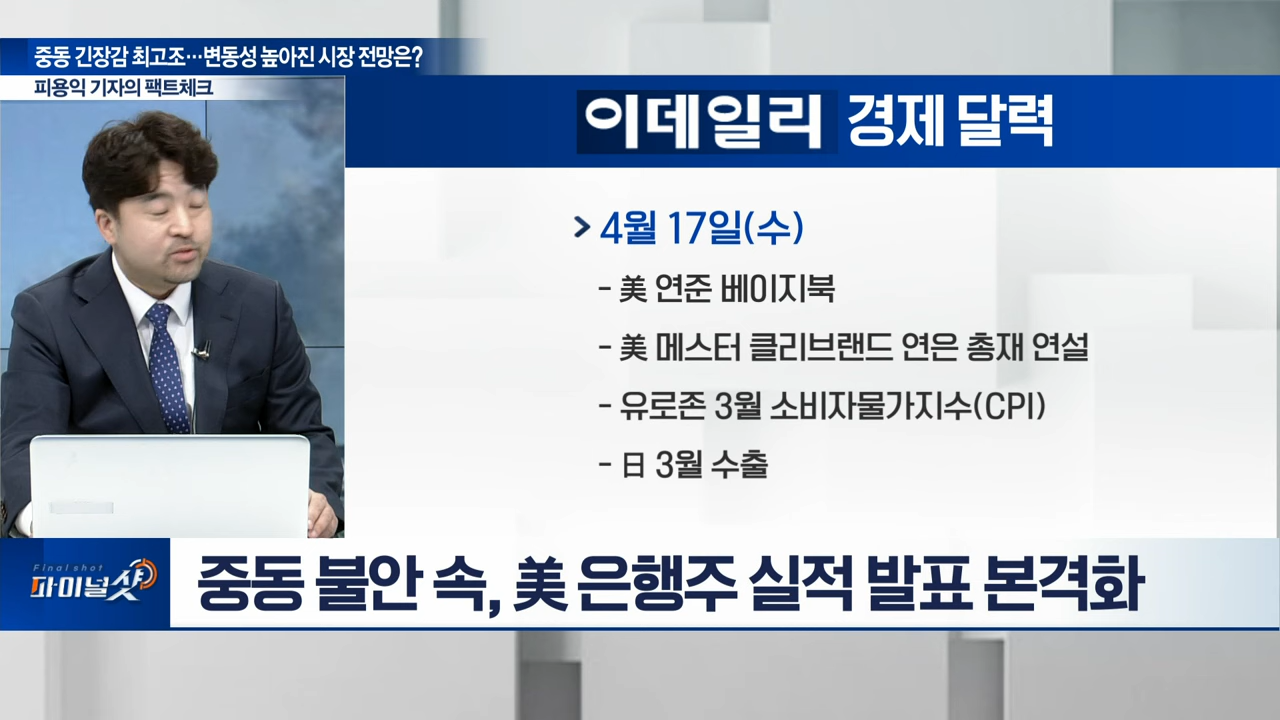 중동 긴장감 최고조…변동성 높아진 시장 전망은?
피용익 기자의 팩트체크
이데일리 경제 달력
> 4월 17일(수)
- 美 연준 베이지북
- 美 메스터 클리브랜드 연은 총재 연설
- 유로존 3월 소비자물가지수(CPI)
- 日 3월 수출
Final shot
파이널샷
중동 불안 속, 美 은행주 실적 발표 본격화